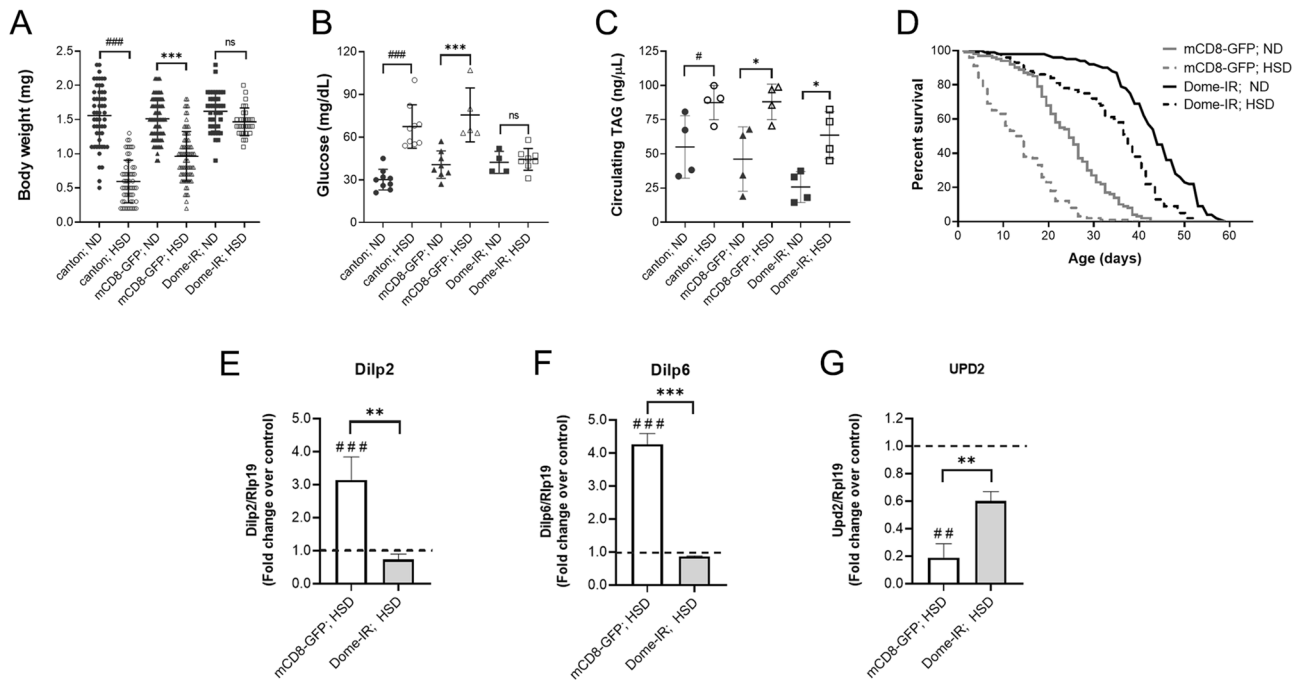 A
Body weight (mg)
2.5
2.0
1.5
1.0
0.5
0.0
###
***
ns
canton; ND
canton; HSD
mCD8-GFP; ND
mCD8-GFP; HSD
Dome-IR; ND
Dome-IR; HSD
B
Glucose (mg/dL)
120
90
60
30
0
###
***
ns
canton; ND
canton; HSD
mCD8-GFP; ND
mCD8-GFP; HSD
Dome-IR; ND
Dome-IR; HSD
C
Circulating TAG (ng/μL)
125
100
75
50
25
0
#
*
*
canton; ND
canton; HSD
mCD8-GFP; ND
mCD8-GFP; HSD
Dome-IR; ND
Dome-IR; HSD
D
Percent survival
100
80
60
40
20
0
0 10 20 30 40 50 60
Age (days)
mCD8-GFP; ND
mCD8-GFP; HSD
Dome-IR; ND
Dome-IR; HSD
E
Dilp2
Dilp2/Rlp19
(Fold change over control)
5.0
4.0
3.0
2.0
1.0
0.0
**
###
mCD8-GFP; HSD
Dome-IR; HSD
F
Dilp6
Dilp6/Rlp19
(Fold change over control)
5.0
4.0
3.0
2.0
1.0
0.0
***
###
mCD8-GFP; HSD
Dome-IR; HSD
G
UPD2
Upd2/Rpl19
(Fold change over control)
1.2
1.0
0.8
0.6
0.4
0.2
0.0
**
##
mCD8-GFP; HSD
Dome-IR; HSD